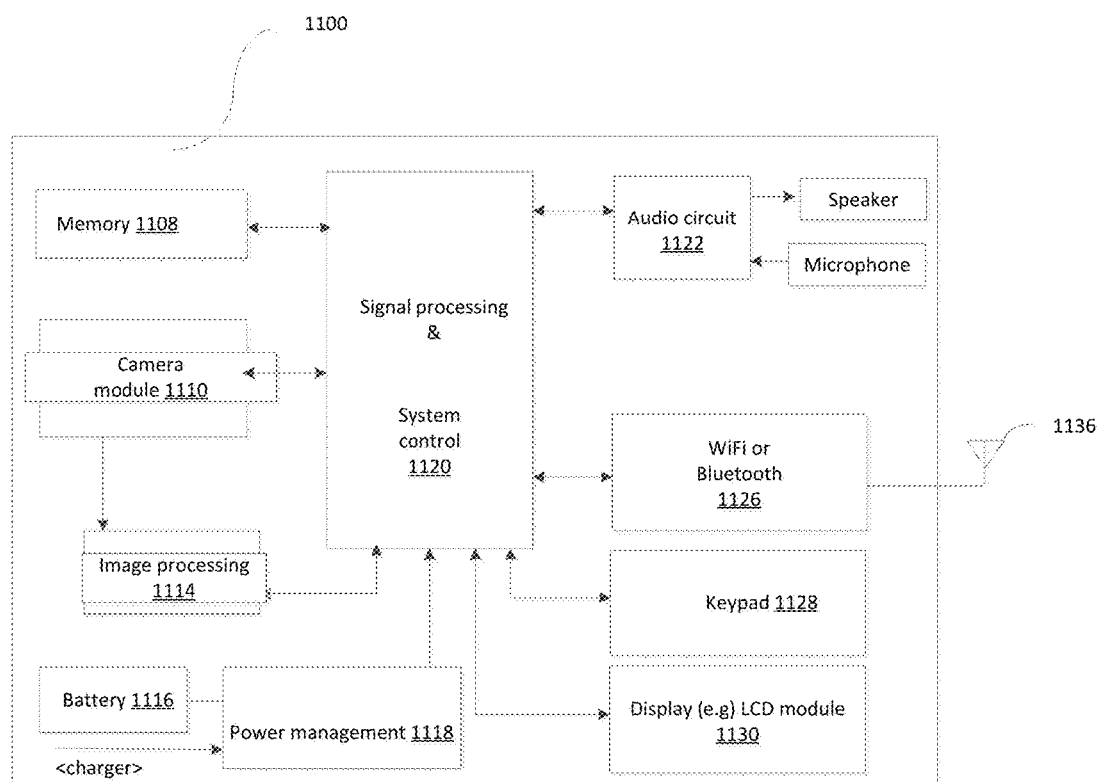 1100
Memory 1108
Camera
module 1110
Image processing
1114
Battery 1116
<charger>
Power management 1118
Signal processing
&
System
control
1120
Audio circuit
1122
Speaker
Microphone
WiFi or
Bluetooth
1126
1136
Keypad 1128
Display (e.g) LCD module
1130